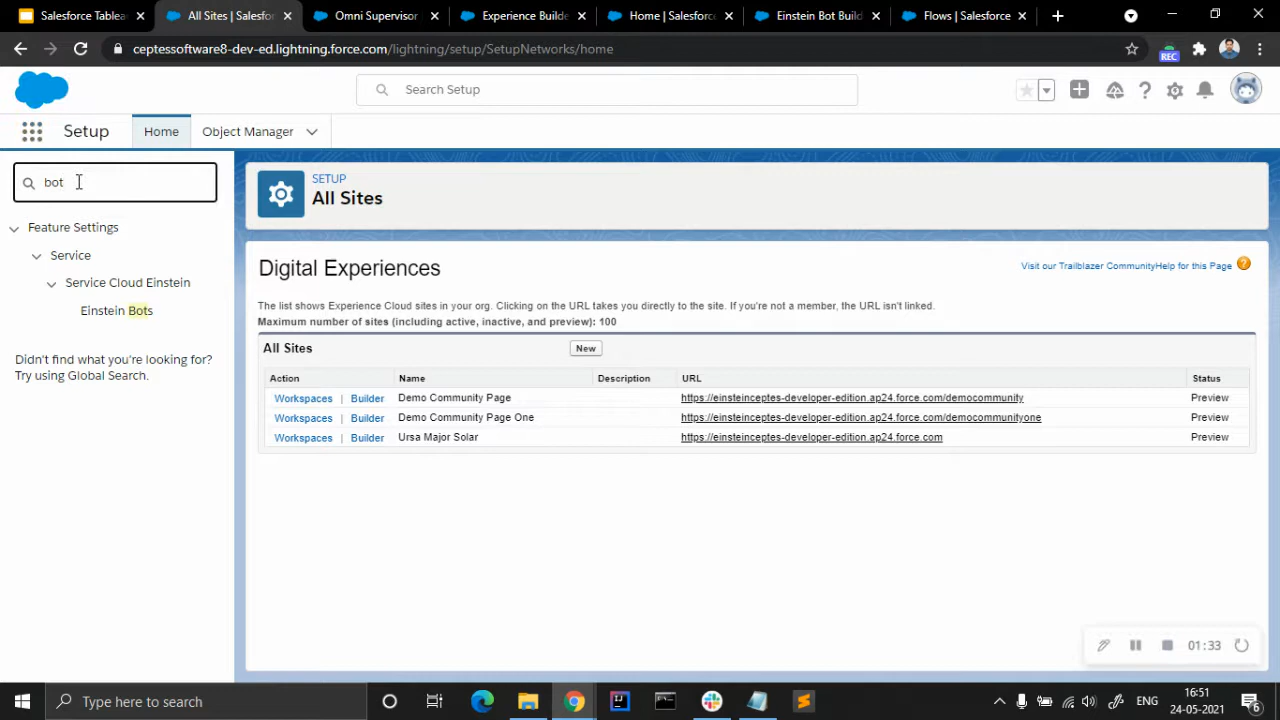 Salesforce Tablea
All Sites | Salesfor
Omni Supervisor
Experience Builde
Home | Salesforc
Einstein Bot Build
Flows | Salesforce
ceptessoftware8-dev-ed.lightning.force.com/lightning/setup/SetupNetworks/home
REC
Search Setup
Setup
Home
Object Manager
bot
Feature Settings
Service
Service Cloud Einstein
Einstein Bots
Didn't find what you're looking for?
Try using Global Search.
SETUP
All Sites
Digital Experiences
Visit our Trailblazer Community Help for this Page ?
The list shows Experience Cloud sites in your org. Clicking on the URL takes you directly to the site. If you're not a member, the URL isn't linked.
Maximum number of sites (including active, inactive, and preview): 100
All Sites New
Action Name Description URL Status
Workspaces | Builder Demo Community Page https://einsteinceptes-developer-edition.ap24.force.com/democommunity Preview
Workspaces | Builder Demo Community Page One https://einsteinceptes-developer-edition.ap24.force.com/democommunityone Preview
Workspaces | Builder Ursa Major Solar https://einsteinceptes-developer-edition.ap24.force.com Preview
01:33
Type here to search
ENG
16:51
24-05-2021
6